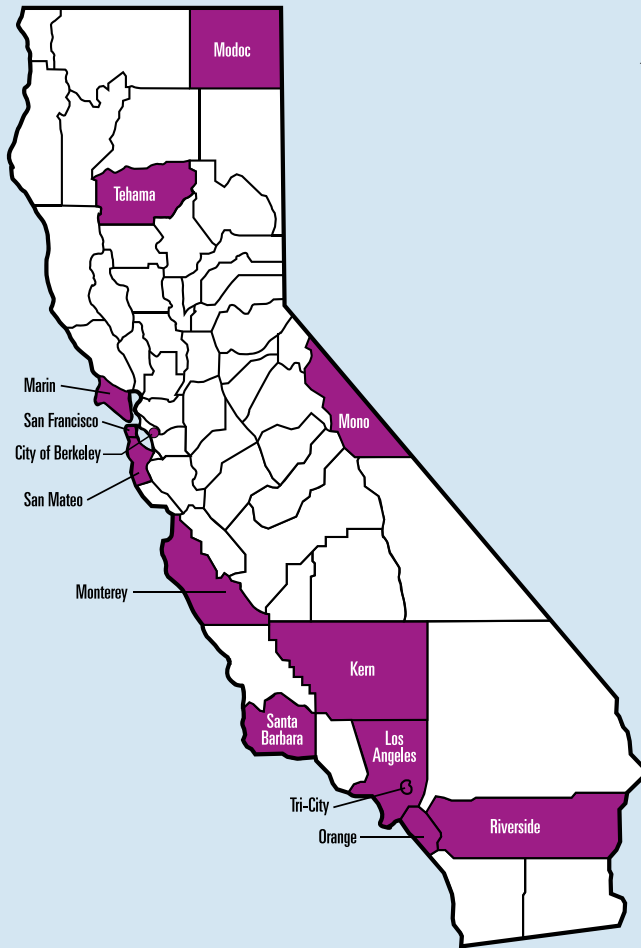 Modoc
Tehama
Marin
San Francisco
City of Berkeley
San Mateo
Mono
Monterey
Kern
Santa
Barbara
Los
Angeles
Tri-City
Orange
Riverside